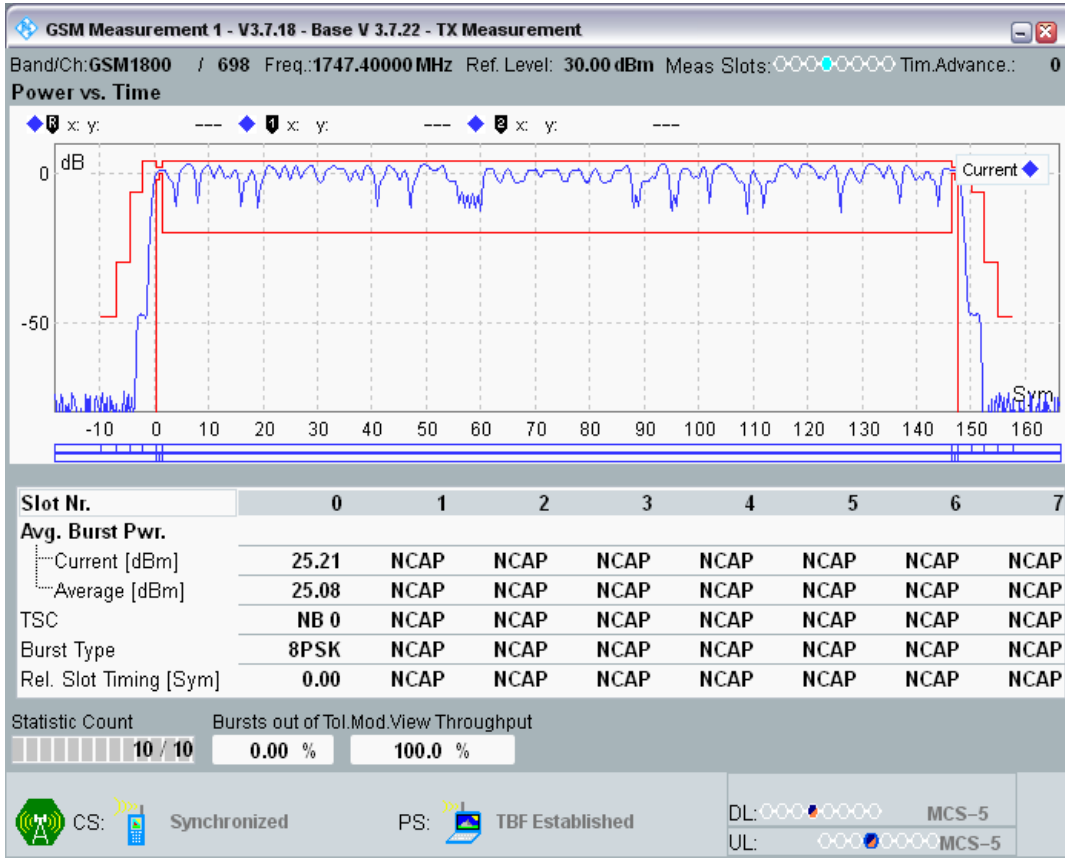 GSM Measurement 1 - V3.7.18 - Base V 3.7.22 - TX Measurement
Band/Ch:GSM1800 / 698 Freq.:1747.40000 MHz Ref. Level: 30.00 dBm Meas Slots: Tim.Advance.: 0
Power vs. Time
R x: y: --- 1 x: y: --- 2 x: y: ---
dB
Current
0
-50
Sym
-10 0 10 20 30 40 50 60 70 80 90 100 110 120 130 140 150 160
Slot Nr. 0 1 2 3 4 5 6 7
Avg. Burst Pwr.
Current [dBm] 25.21 NCAP NCAP NCAP NCAP NCAP NCAP NCAP
Average [dBm] 25.08 NCAP NCAP NCAP NCAP NCAP NCAP NCAP
TSC NB 0 NCAP NCAP NCAP NCAP NCAP NCAP NCAP
Burst Type 8PSK NCAP NCAP NCAP NCAP NCAP NCAP NCAP
Rel. Slot Timing [Sym] 0.00 NCAP NCAP NCAP NCAP NCAP NCAP NCAP
Statistic Count Bursts out of Tol.Mod.View Throughput
10 / 10 0.00 % 100.0 %
CS: Synchronized PS: TBF Established
DL: MCS-5
UL: MCS-5